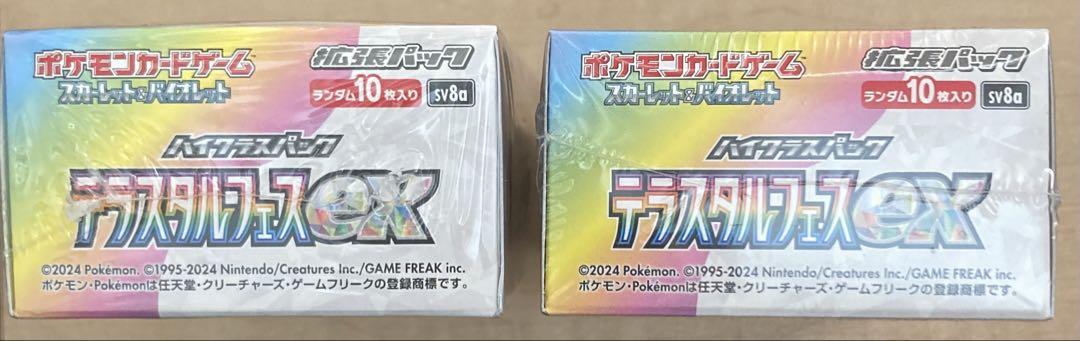 ポケモンカードゲーム 拡張パック
スカーレット&バイオレット ランダム10枚入り sv8a
ハイクラスパック
テラスタルフェスex
©2024 Pokémon. ©1995-2024 Nintendo/Creatures Inc./GAME FREAK inc.
ポケモン・Pokémonは任天堂・クリーチャーズ・ゲームフリークの登録商標です。
ポケモンカードゲーム 拡張パック
スカーレット&バイオレット ランダム10枚入り sv8a
ハイクラスパック
テラスタルフェスex
©2024 Pokémon. ©1995-2024 Nintendo/Creatures Inc./GAME FREAK inc.
ポケモン・Pokémonは任天堂・クリーチャーズ・ゲームフリークの登録商標です。